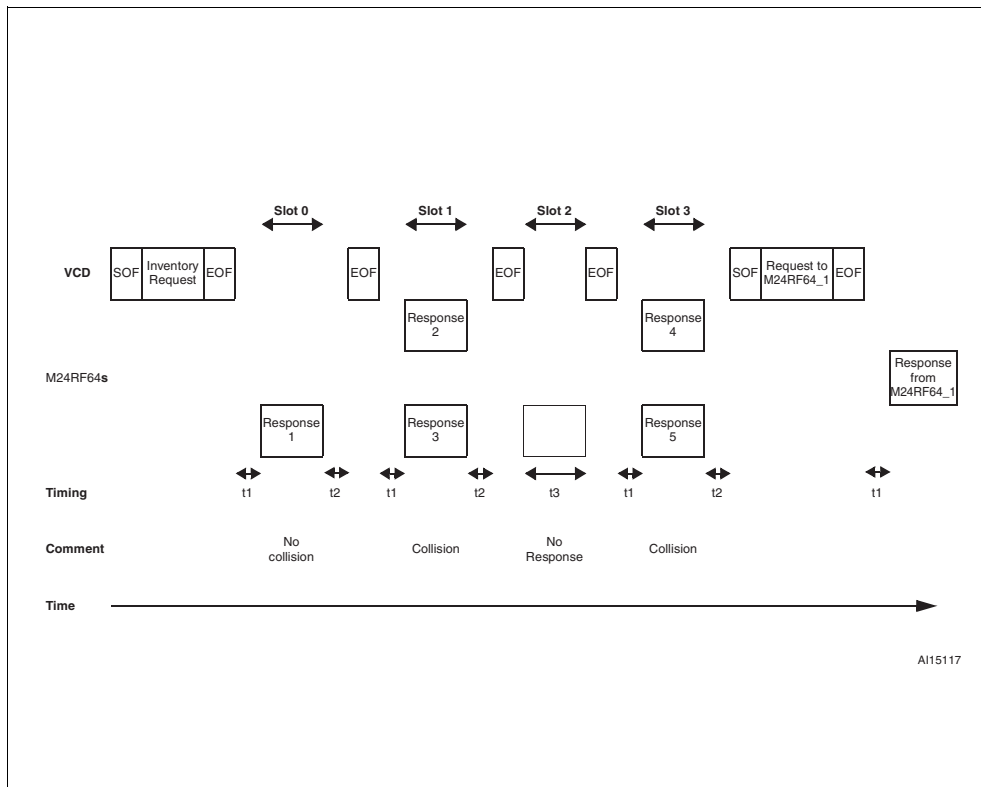 Slot 0 Slot 1 Slot 2 Slot 3
VCD SOF Inventory Request EOF EOF EOF EOF SOF Request to M24RF64_1 EOF
Response 2
Response 4
M24RF64s
Response from M24RF64_1
Response 1
Response 3
Response 5
Timing t1 t2 t1 t2 t3 t1 t2 t1
Comment No collision Collision No Response Collision
Time
AI15117